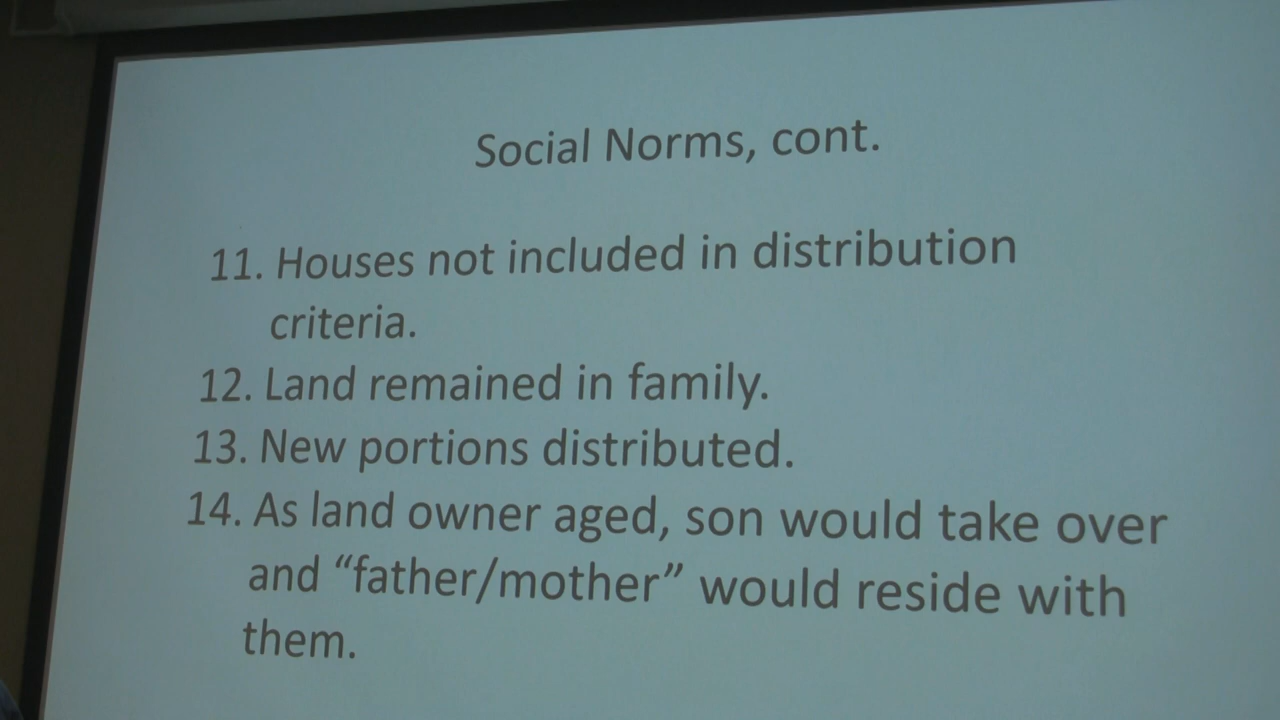 Social Norms, cont.
11. Houses not included in distribution
criteria.
12. Land remained in family.
13. New portions distributed.
14. As land owner aged, son would take over
and “father/mother” would reside with
them.